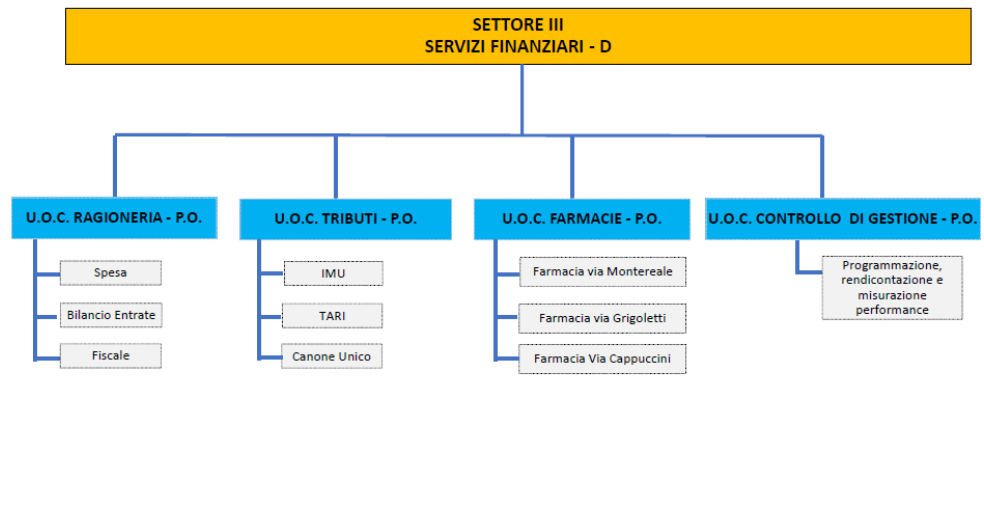 SETTORE III
SERVIZI FINANZIARI - D
U.O.C. RAGIONERIA - P.O.
U.O.C. TRIBUTI - P.O.
U.O.C. FARMACIE - P.O.
U.O.C. CONTROLLO DI GESTIONE - P.O.
Spesa
Bilancio Entrate
Fiscale
IMU
TARI
Canone Unico
Farmacia via Montereale
Farmacia via Grigoletti
Farmacia Via Cappuccini
Programmazione,
rendicontazione e
misurazione
performance